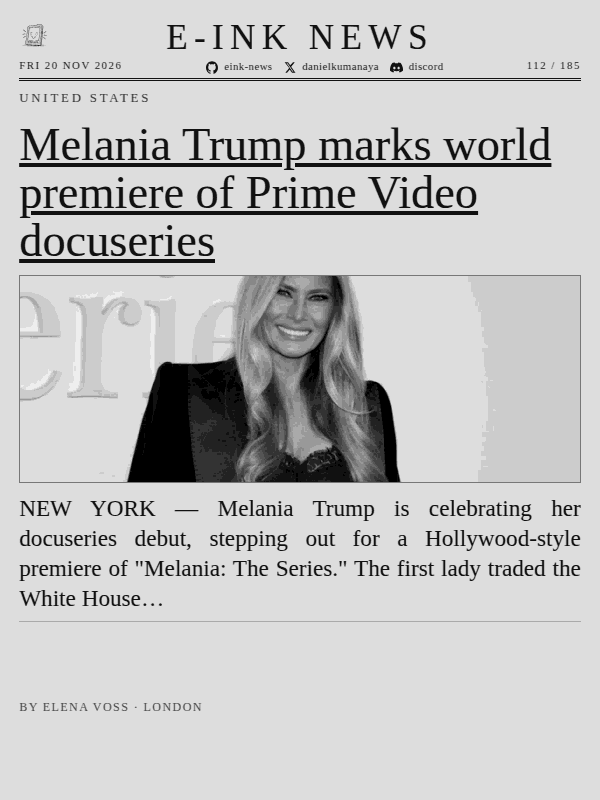 E-INK NEWS
FRI 20 NOV 2026
eink-news
danielkumanaya
discord
112 / 185
UNITED STATES
Melania Trump marks world
premiere of Prime Video
docuseries
erie
NEW YORK — Melania Trump is celebrating her
docuseries debut, stepping out for a Hollywood-style
premiere of "Melania: The Series." The first lady traded the
White House…
BY ELENA VOSS · LONDON